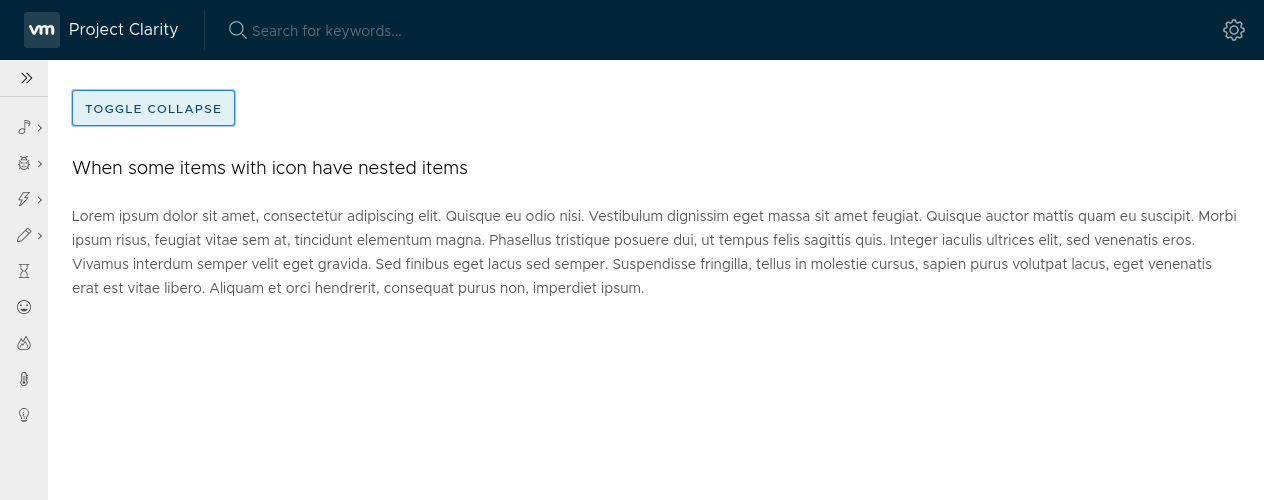 vm Project Clarity Search for keywords...
TOGGLE COLLAPSE
When some items with icon have nested items
Lorem ipsum dolor sit amet, consectetur adipiscing elit. Quisque eu odio nisi. Vestibulum dignissim eget massa sit amet feugiat. Quisque auctor mattis quam eu suscipit. Morbi
ipsum risus, feugiat vitae sem at, tincidunt elementum magna. Phasellus tristique posuere dui, ut tempus felis sagittis quis. Integer iaculis ultrices elit, sed venenatis eros.
Vivamus interdum semper velit eget gravida. Sed finibus eget lacus sed semper. Suspendisse fringilla, tellus in molestie cursus, sapien purus volutpat lacus, eget venenatis
erat est vitae libero. Aliquam et orci hendrerit, consequat purus non, imperdiet ipsum.